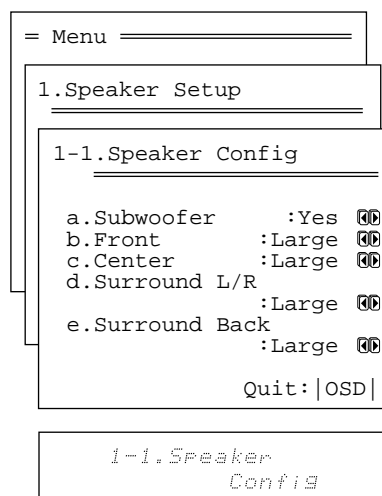 = Menu
1.Speaker Setup
1-1.Speaker Config
a.Subwoofer :Yes
b.Front :Large
c.Center :Large
d.Surround L/R
:Large
e.Surround Back
:Large
Quit:|OSD|
1-1.Speaker
Config